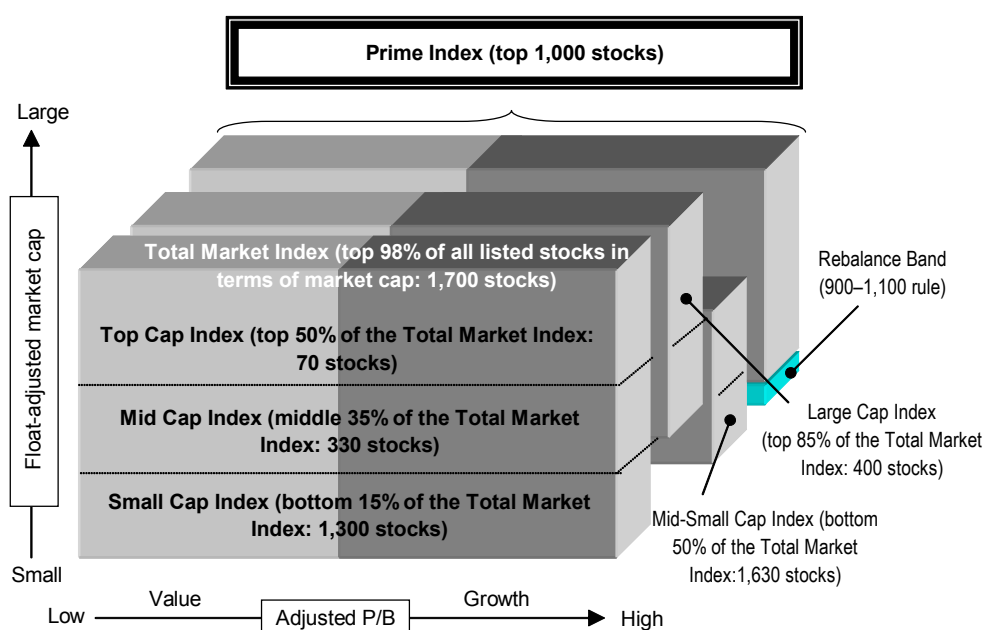 Prime Index (top 1,000 stocks)
Large
Float-adjusted market cap
Small
Total Market Index (top 98% of all listed stocks in
terms of market cap: 1,700 stocks)
Top Cap Index (top 50% of the Total Market Index:
70 stocks)
Mid Cap Index (middle 35% of the Total Market
Index: 330 stocks)
Small Cap Index (bottom 15% of the Total Market
Index: 1,300 stocks)
Rebalance Band
(900–1,100 rule)
Large Cap Index
(top 85% of the Total Market
Index: 400 stocks)
Mid-Small Cap Index (bottom
50% of the Total Market
Index:1,630 stocks)
Low
Value
Adjusted P/B
Growth
High